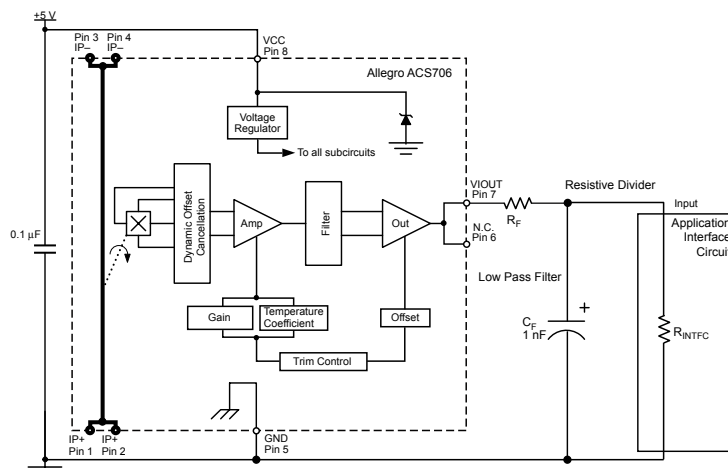 +5 V
Pin 3 Pin 4
IP– IP–
VCC
Pin 8
Allegro ACS706
Voltage
Regulator
To all subcircuits
VIOUT
Pin 7
N.C.
Pin 6
RF
Resistive Divider
Input
Application
Interface
Circuit
0.1 µF
Dynamic Offset
Cancellation
Amp
Filter
Out
Low Pass Filter
Gain
Temperature
Coefficient
Offset
Trim Control
CF
1 nF
+
RINTFC
IP+ IP+
Pin 1 Pin 2
GND
Pin 5